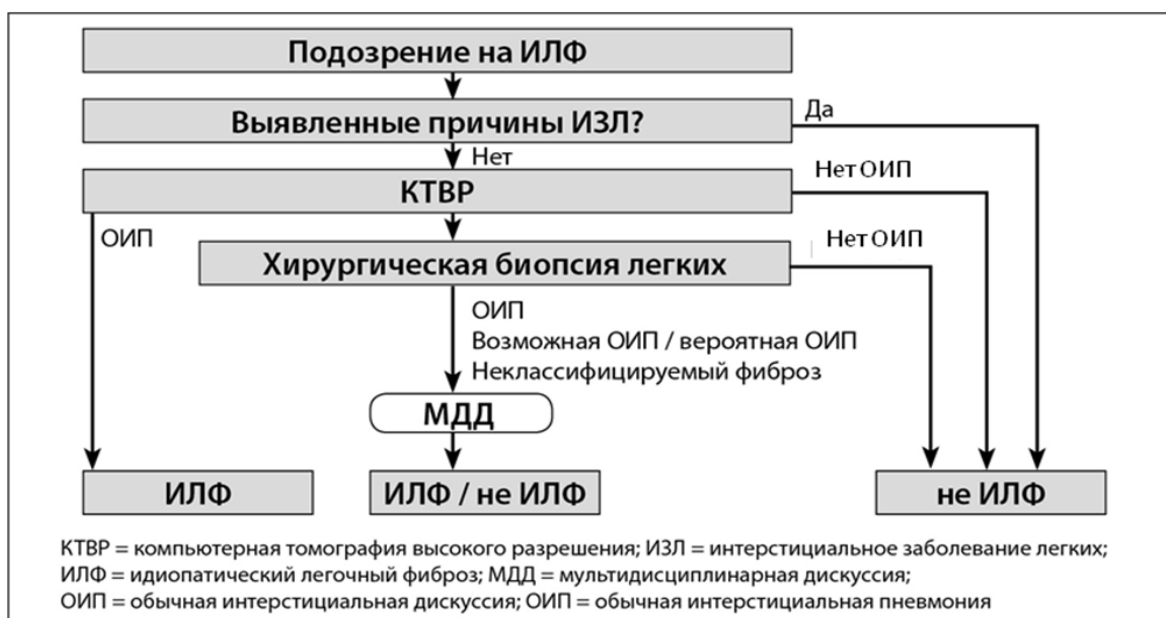 Подозрение на ИЛФ
Выявленные причины ИЗЛ?
Да
Нет
КТВР
Нет ОИП
ОИП
Хирургическая биопсия легких
Нет ОИП
ОИП
Возможная ОИП / вероятная ОИП
Неклассифицируемый фиброз
МДД
ИЛФ
ИЛФ / не ИЛФ
не ИЛФ
КТВР = компьютерная томография высокого разрешения; ИЗЛ = интерстициальное заболевание легких;
ИЛФ = идиопатический легочный фиброз; МДД = мультидисциплинарная дискуссия;
ОИП = обычная интерстициальная дискуссия; ОИП = обычная интерстициальная пневмония